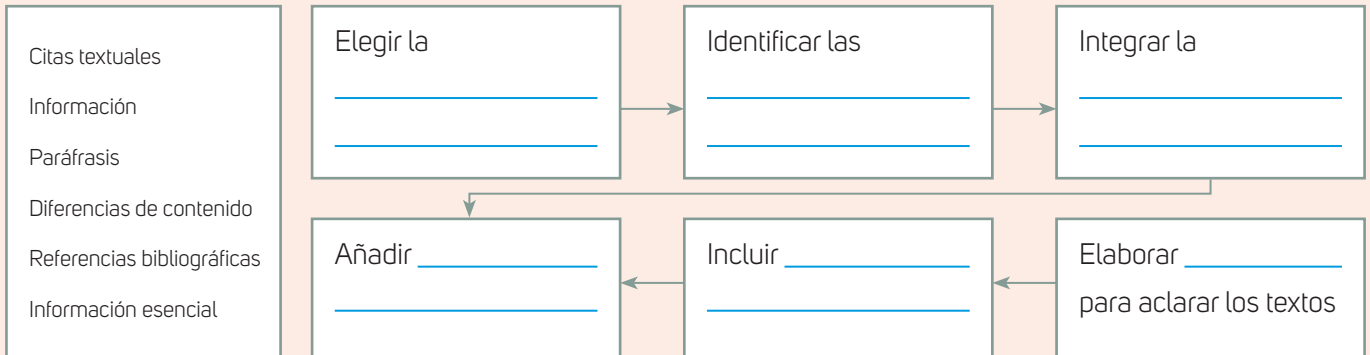 Citas textuales
Información
Paráfrasis
Diferencias de contenido
Referencias bibliográficas
Información esencial
Elegir la
Identificar las
Integrar la
Añadir
Incluir
Elaborar
para aclarar los textos